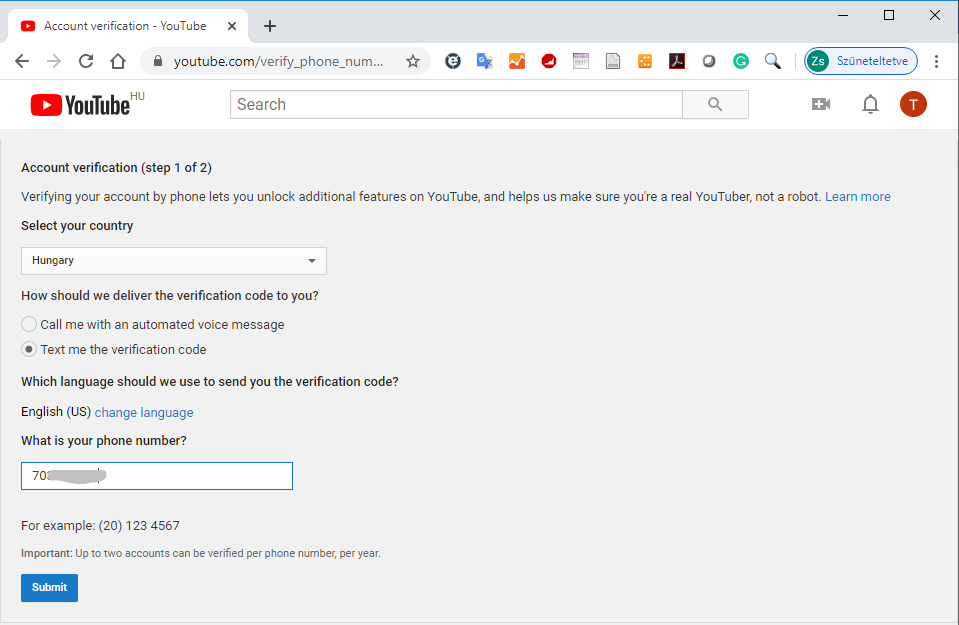 Account verification - YouTube
youtube.com/verify_phone_num...
Zs Szüneteltetve
YouTube HU
Search
T
Account verification (step 1 of 2)
Verifying your account by phone lets you unlock additional features on YouTube, and helps us make sure you're a real YouTuber, not a robot. Learn more
Select your country
Hungary
How should we deliver the verification code to you?
Call me with an automated voice message
Text me the verification code
Which language should we use to send you the verification code?
English (US) change language
What is your phone number?
70
For example: (20) 123 4567
Important: Up to two accounts can be verified per phone number, per year.
Submit